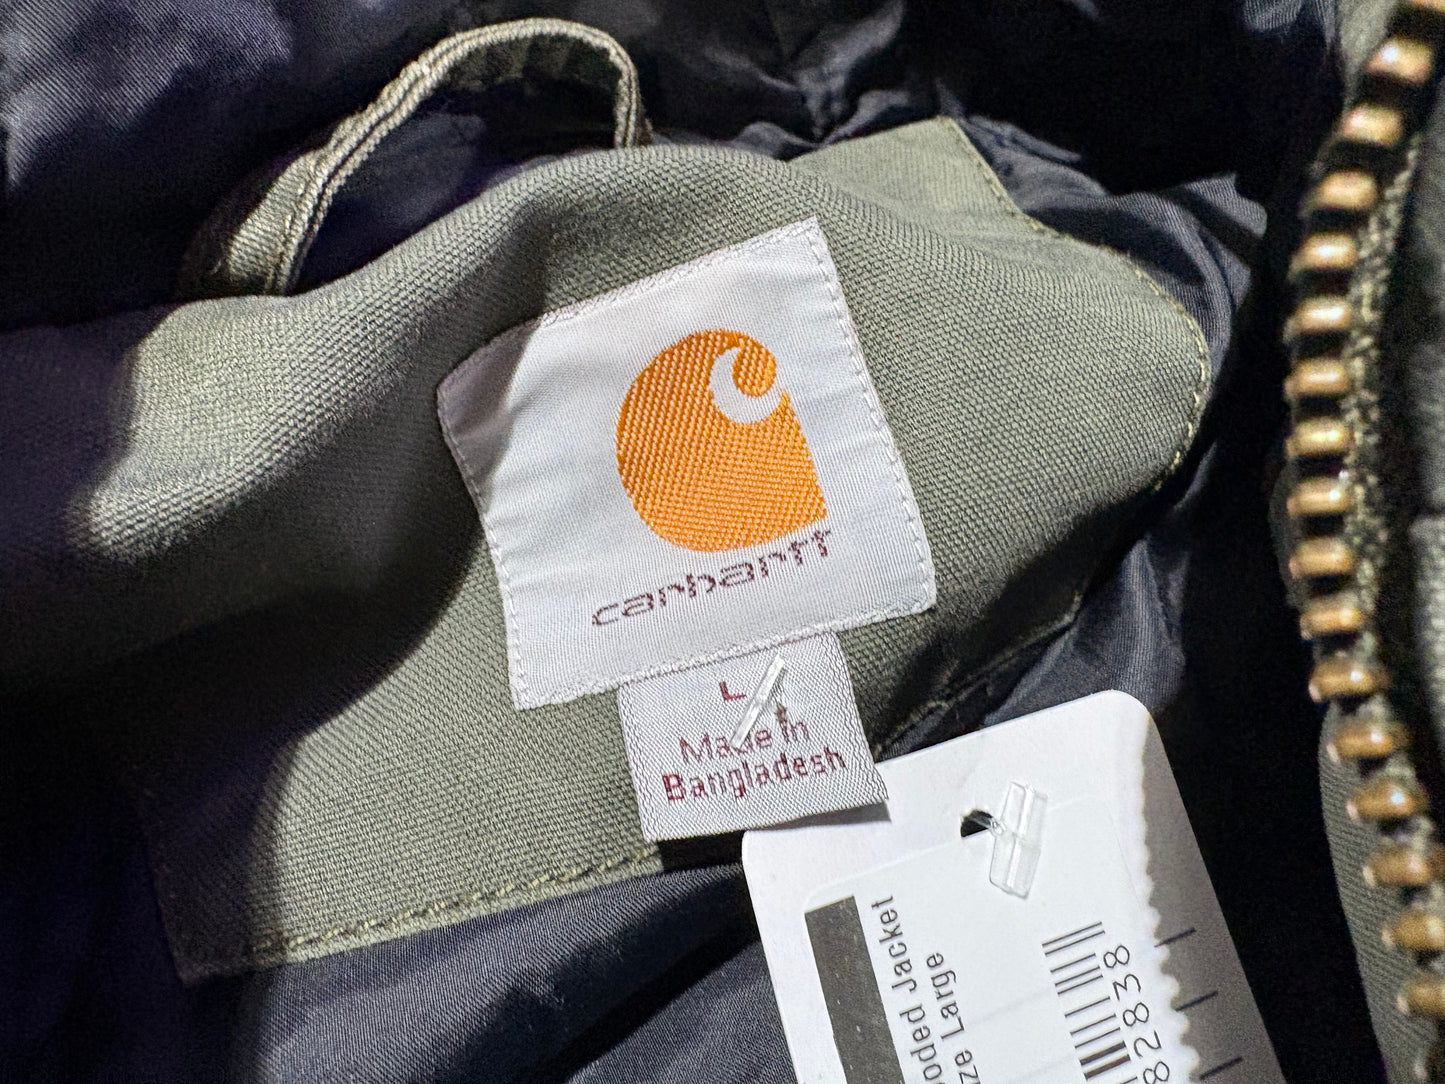 carhartt
L
Made in
Bangladesh
ooded Jacket
ze Large
82838